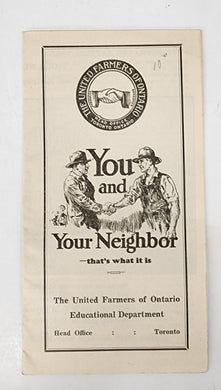 10
THE UNITED FARMERS OF ONTARIO
HEAD OFFICE
TORONTO ONTARIO
You
and
Your Neighbor
—that's what it is
The United Farmers of Ontario
Educational Department
Head Office : : Toronto